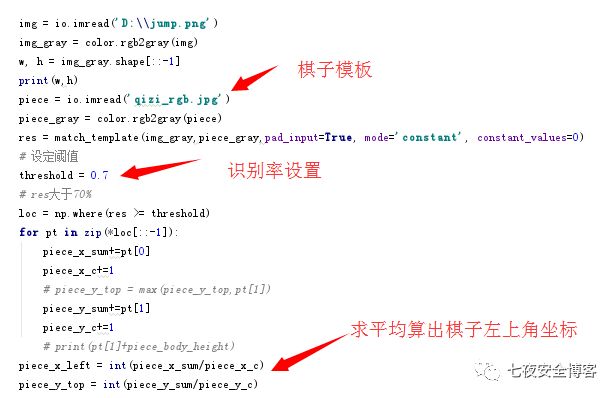 img = io.imread('D:\\jump.png')
img_gray = color.rgb2gray(img)
w, h = img_gray.shape[::-1]
棋子模板
print(w,h)
piece = io.imread('qizi_rgb.jpg')
piece_gray = color.rgb2gray(piece)
res = match_template(img_gray,piece_gray,pad_input=True, mode='constant', constant_values=0)
# 设定阈值
threshold = 0.7
识别率设置
# res大于70%
loc = np.where(res >= threshold)
for pt in zip(*loc[::-1]):
piece_x_sum+=pt[0]
piece_x_c+=1
# piece_y_top = max(piece_y_top,pt[1])
piece_y_sum+=pt[1]
piece_y_c+=1
求平均算出棋子左上角坐标
# print(pt[1]+piece_body_height)
piece_x_left = int(piece_x_sum/piece_x_c)
piece_y_top = int(piece_y_sum/piece_y_c)
七夜安全博客